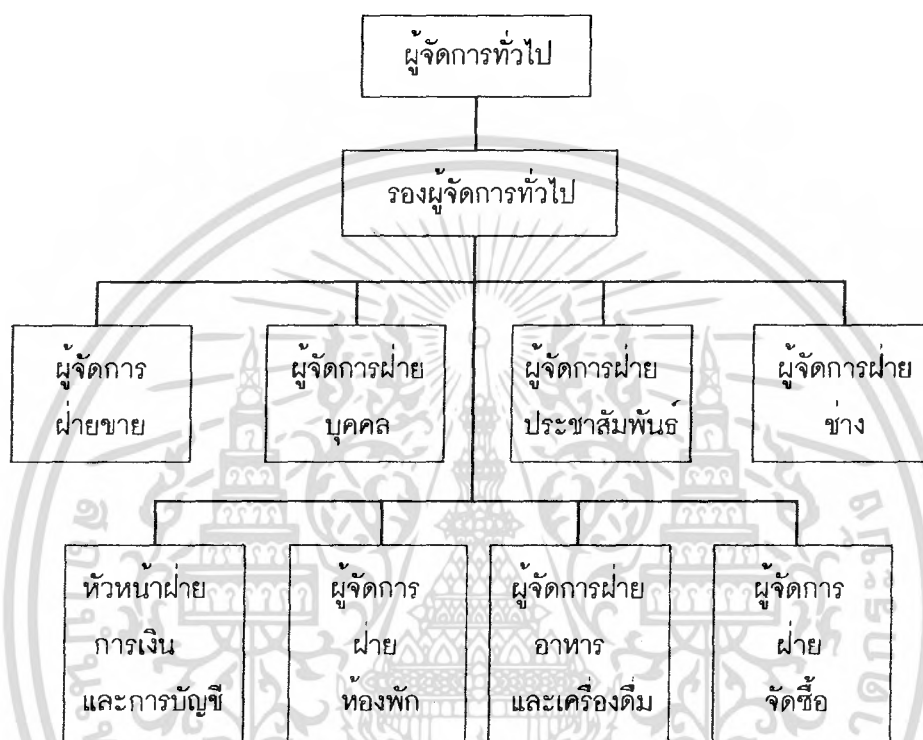 ผู้จัดการทั่วไป
รองผู้จัดการทั่วไป
ผู้จัดการ
ฝ่ายขาย
ผู้จัดการฝ่าย
บุคคล
ผู้จัดการฝ่าย
ประชาสัมพันธ์
ผู้จัดการฝ่าย
ช่าง
หัวหน้าฝ่าย
การเงิน
และการบัญชี
ผู้จัดการ
ฝ่าย
ห้องพัก
ผู้จัดการฝ่าย
อาหาร
และเครื่องดื่ม
ผู้จัดการ
ฝ่าย
จัดซื้อ